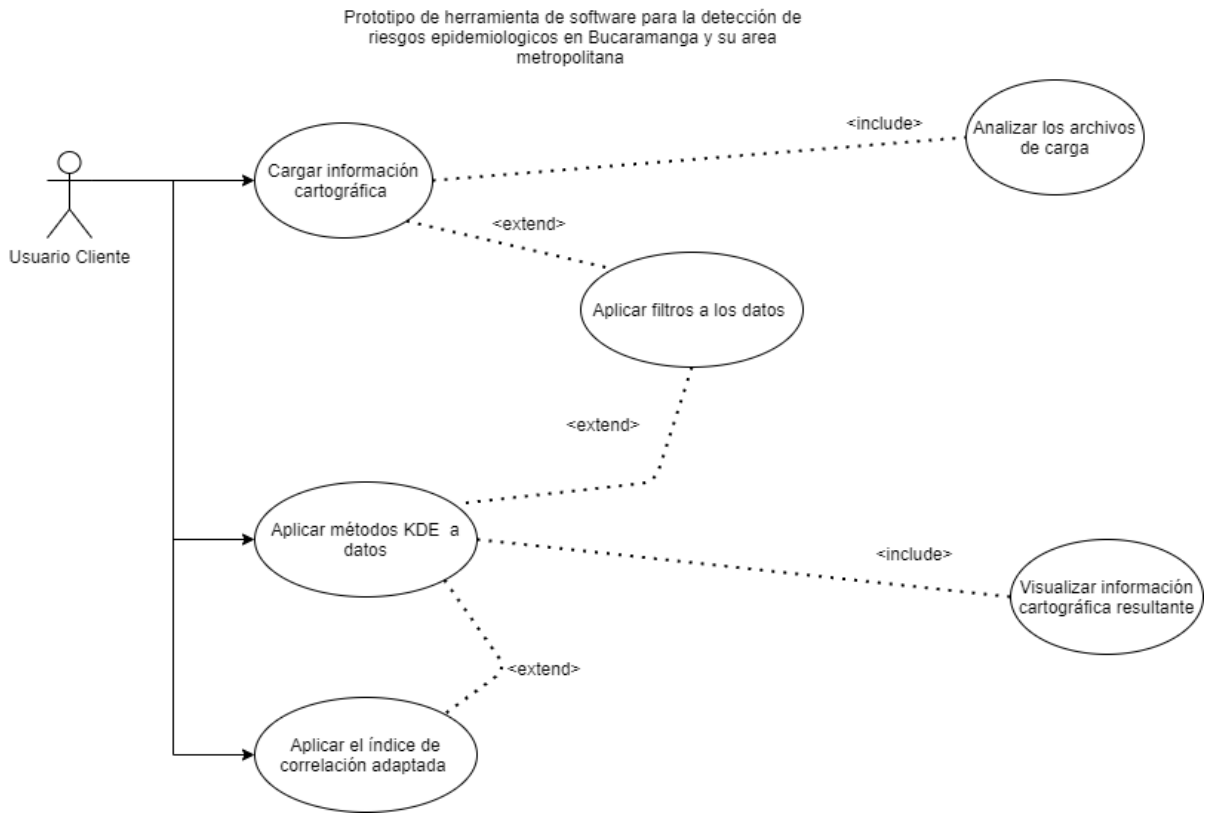 Prototipo de herramienta de software para la detección de
riesgos epidemiologicos en Bucaramanga y su area
metropolitana
<include>
Analizar los archivos
de carga
Cargar información
cartográfica
<extend>
Usuario Cliente
Aplicar filtros a los datos
<extend>
Aplicar métodos KDE a
datos
<include>
Visualizar información
cartográfica resultante
<extend>
Aplicar el índice de
correlación adaptada